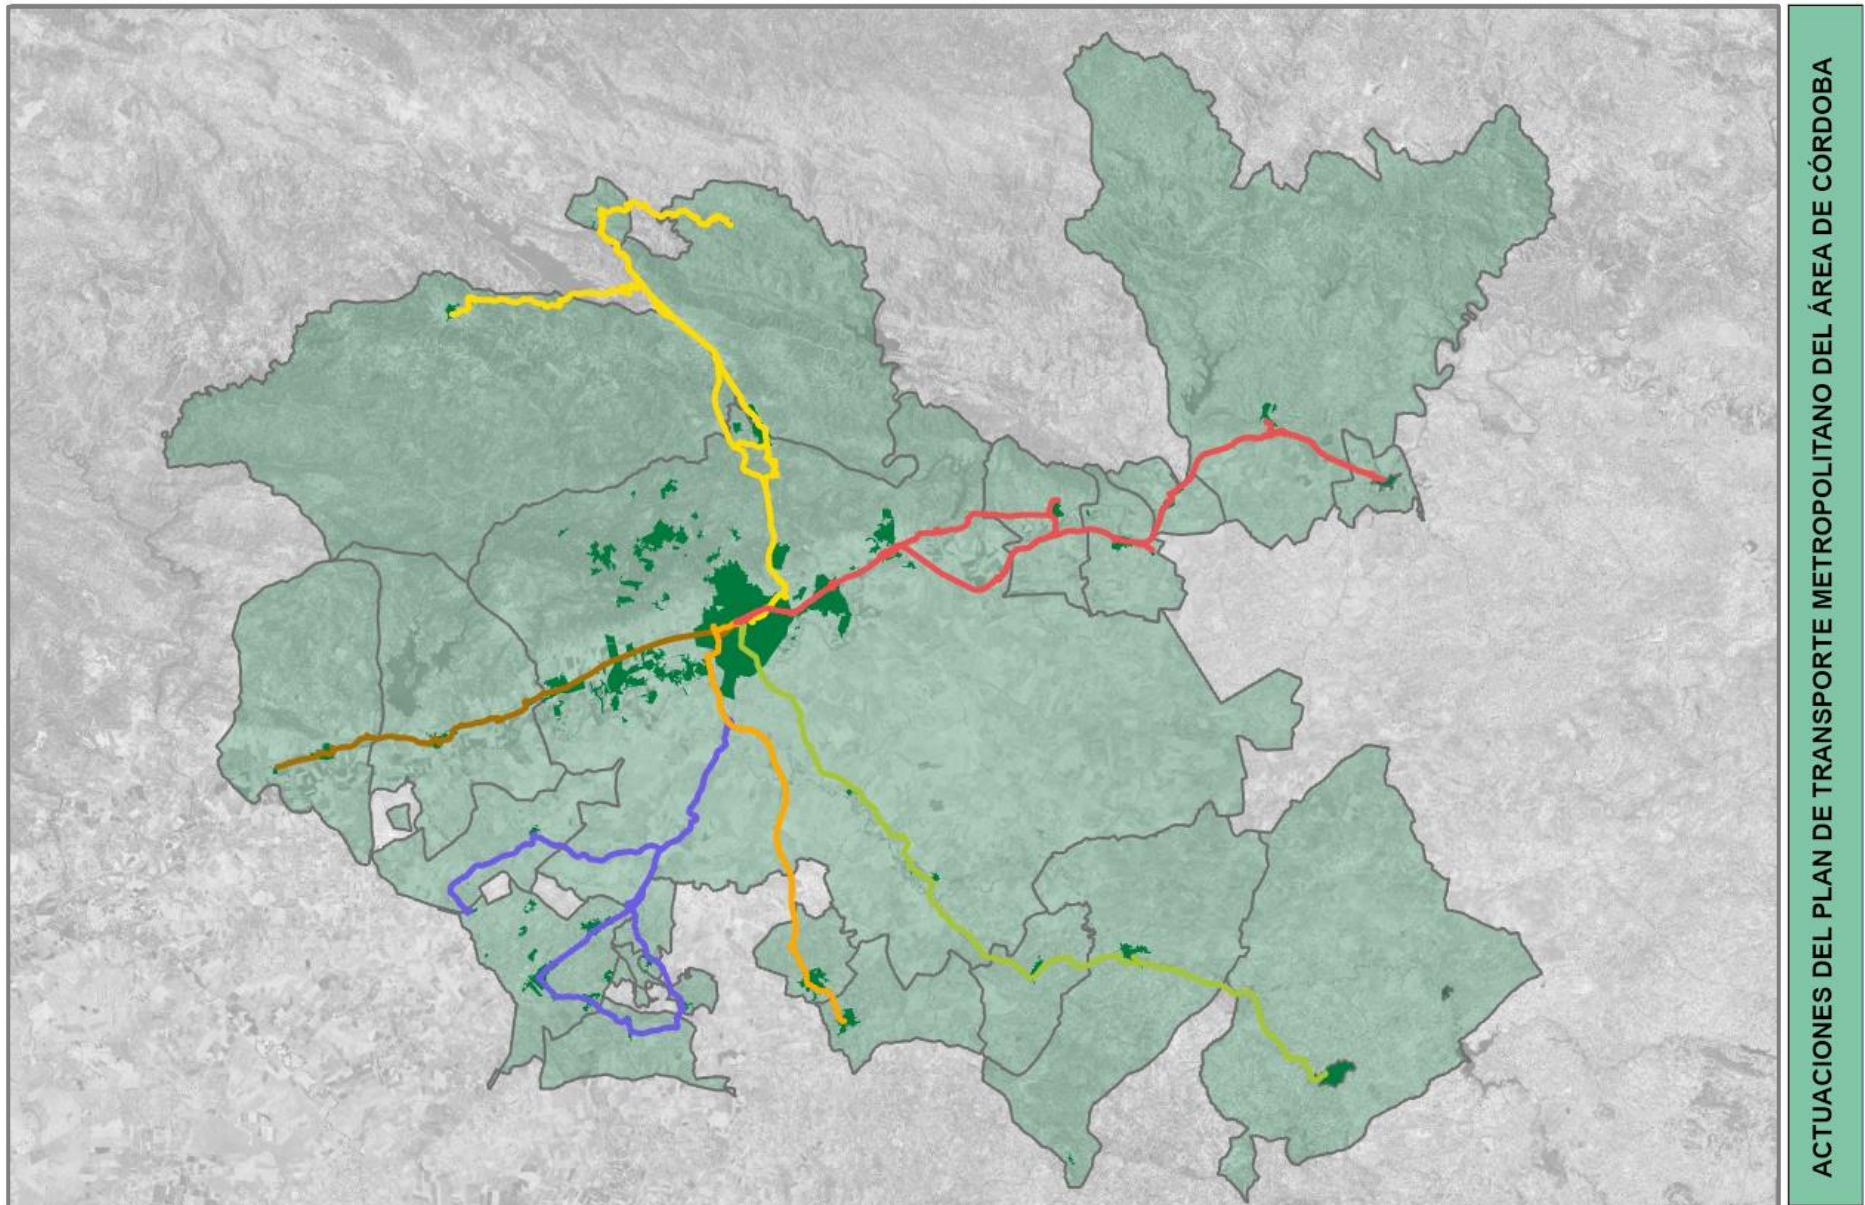 ACTUACIONES DEL PLAN DE TRANSPORTE METROPOLITANO DEL ÁREA DE CÓRDOBA